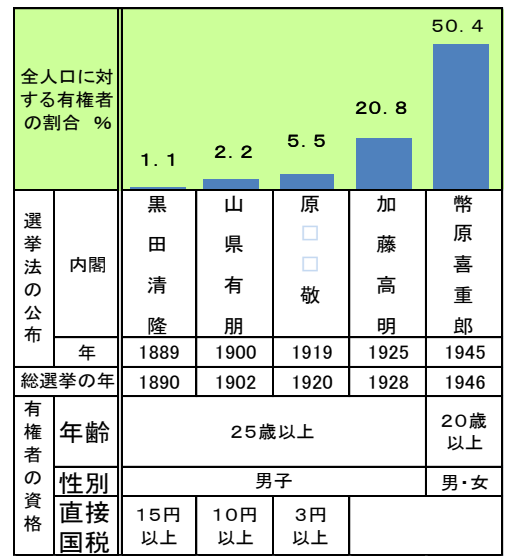 全人口に対
する有権者
の割合 %
1.1
2.2
5.5
20.8
50.4
選挙法の公布
内閣
黒田清隆
山県有朋
原□□敬
加藤高明
幣原喜重郎
年
1889
1900
1919
1925
1945
総選挙の年
1890
1902
1920
1928
1946
有権者の資格
年齢
25歳以上
20歳
以上
性別
男子
男・女
直接
国税
15円
以上
10円
以上
3円
以上